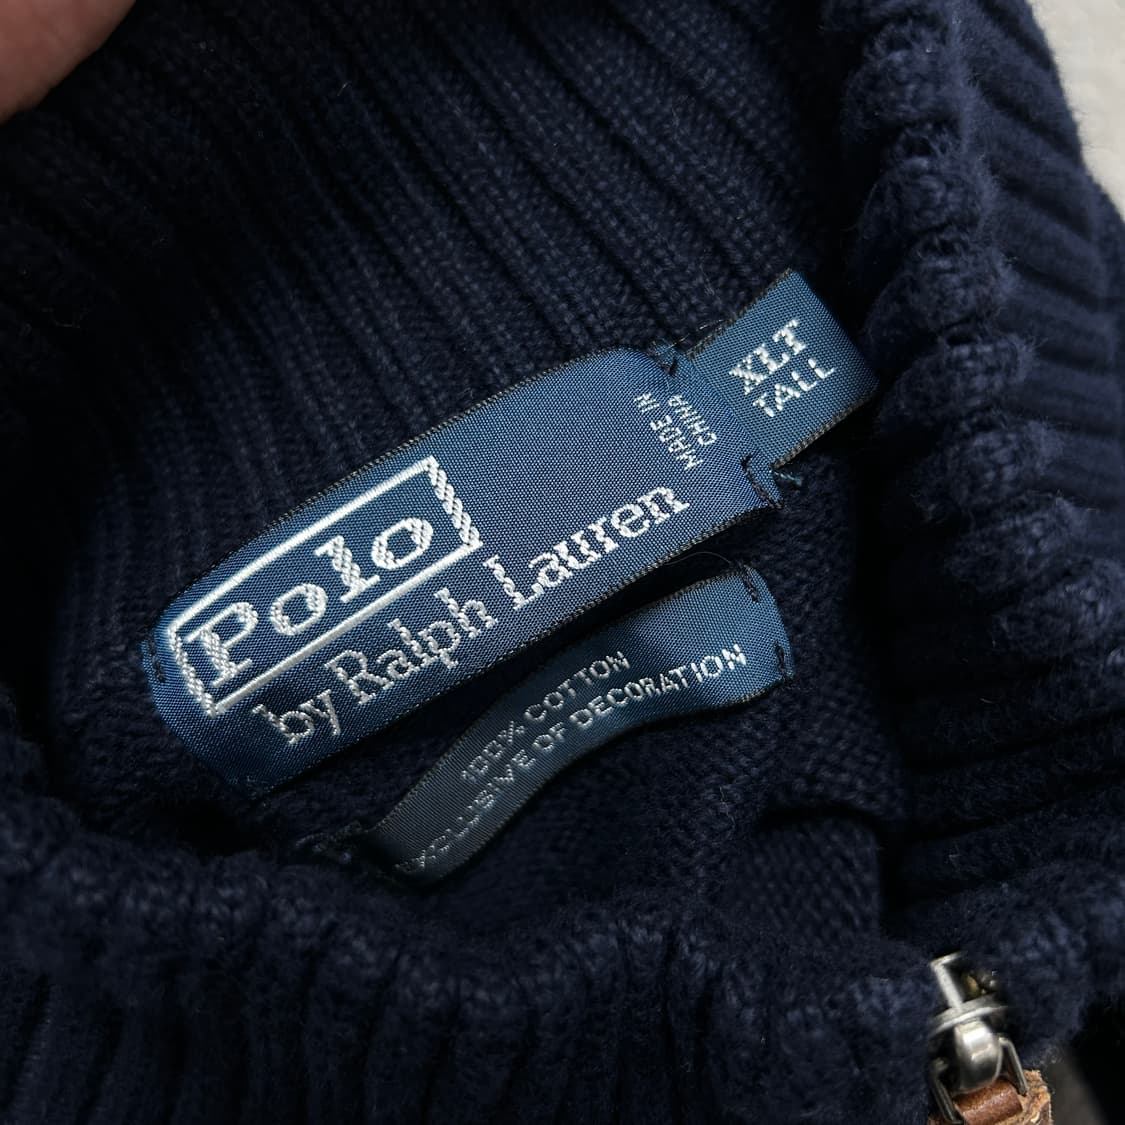 Polo
by Ralph Lauren
MADE IN
CHINA
XLT
TALL
100% COTTON
EXCLUSIVE OF DECORATION